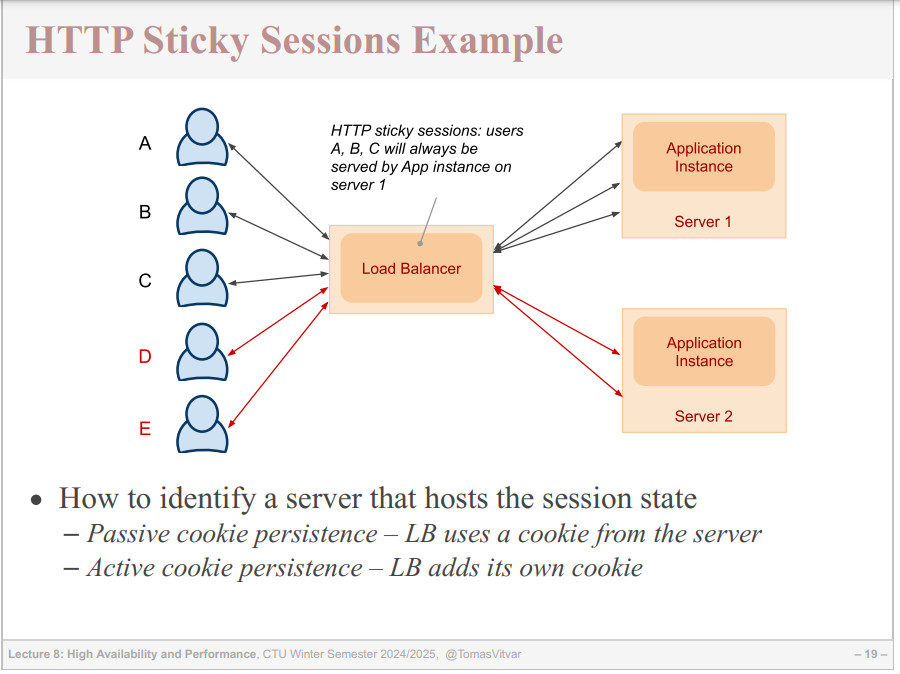 HTTP Sticky Sessions Example
HTTP sticky sessions: users
A, B, C will always be
served by App instance on
server 1
A
B
C
D
E
Load Balancer
Application
Instance
Server 1
Application
Instance
Server 2
• How to identify a server that hosts the session state
– Passive cookie persistence – LB uses a cookie from the server
– Active cookie persistence – LB adds its own cookie
Lecture 8: High Availability and Performance, CTU Winter Semester 2024/2025, @TomasVitvar
– 19 –